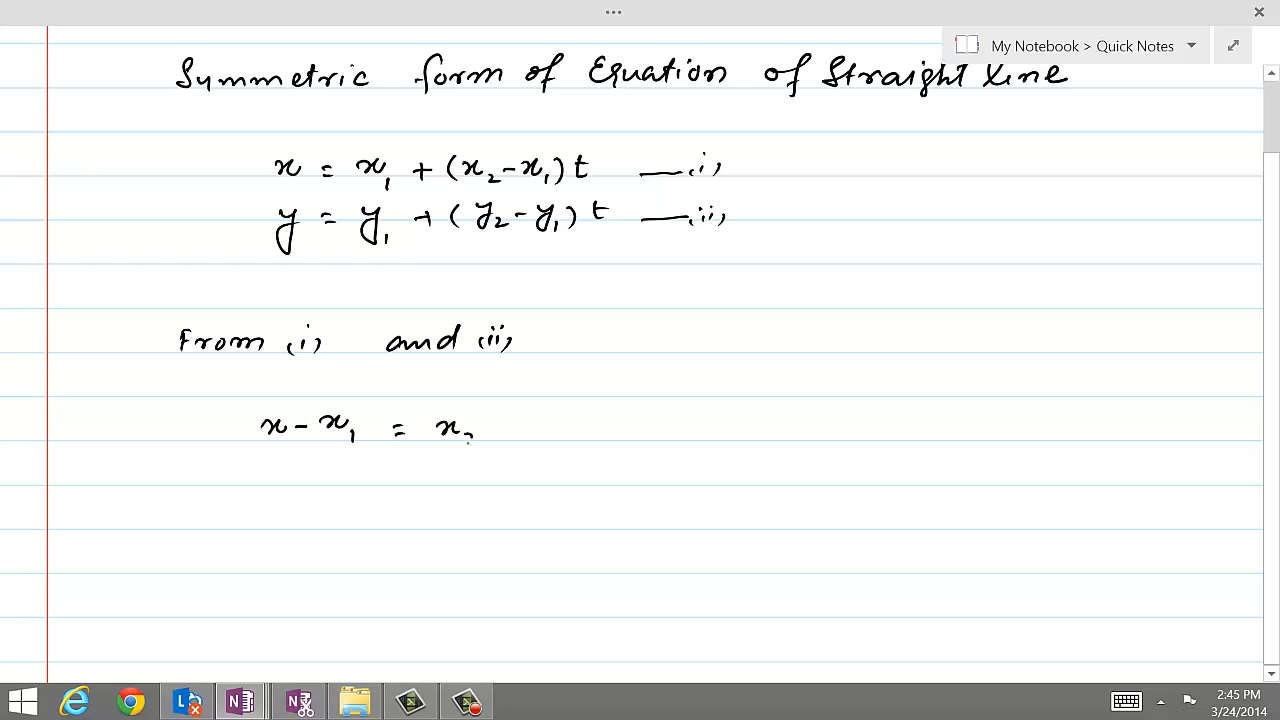 My Notebook > Quick Notes
Symmetric form of Equation of Straight Line
x = x₁ + (x₂-x₁) t —(i)
y = y₁ + (y₂-y₁) t —(ii)
From (i) and (ii)
x - x₁ = x₂
2:45 PM
3/24/2014